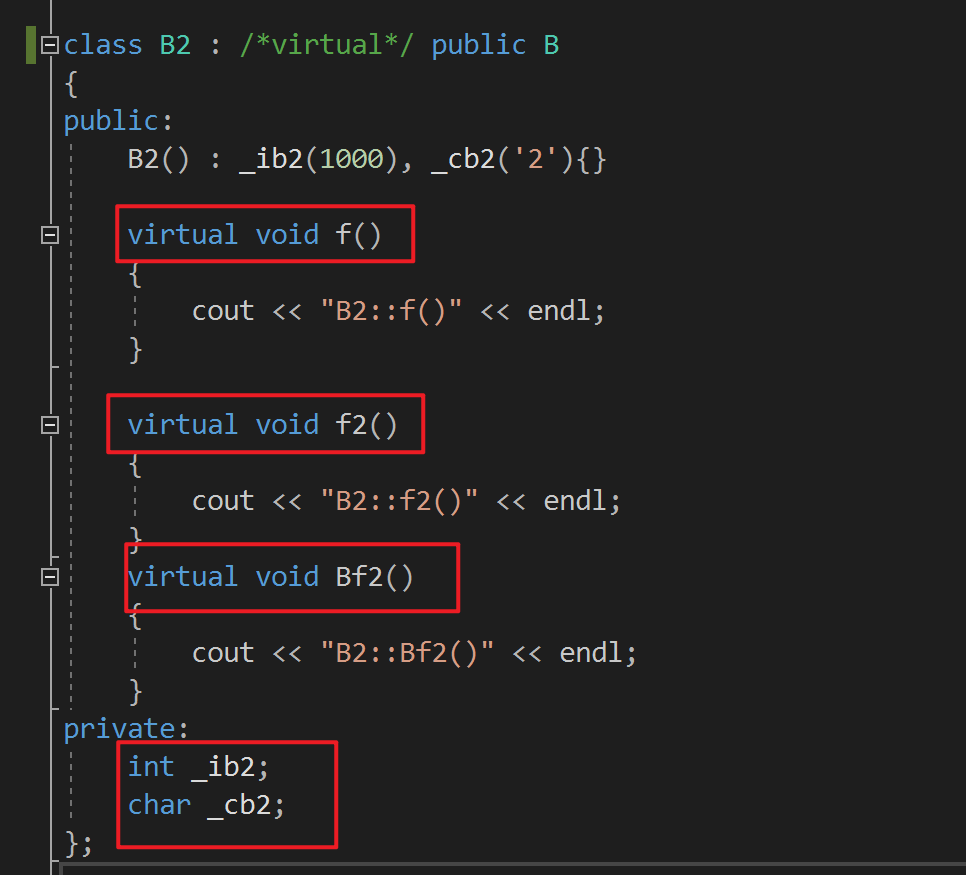 class B2 : /*virtual*/ public B
{
public:
    B2() : _ib2(1000), _cb2('2'){}
    virtual void f()
    {
        cout << "B2::f()" << endl;
    }
    virtual void f2()
    {
        cout << "B2::f2()" << endl;
    }
    virtual void Bf2()
    {
        cout << "B2::Bf2()" << endl;
    }
private:
    int _ib2;
    char _cb2;
};